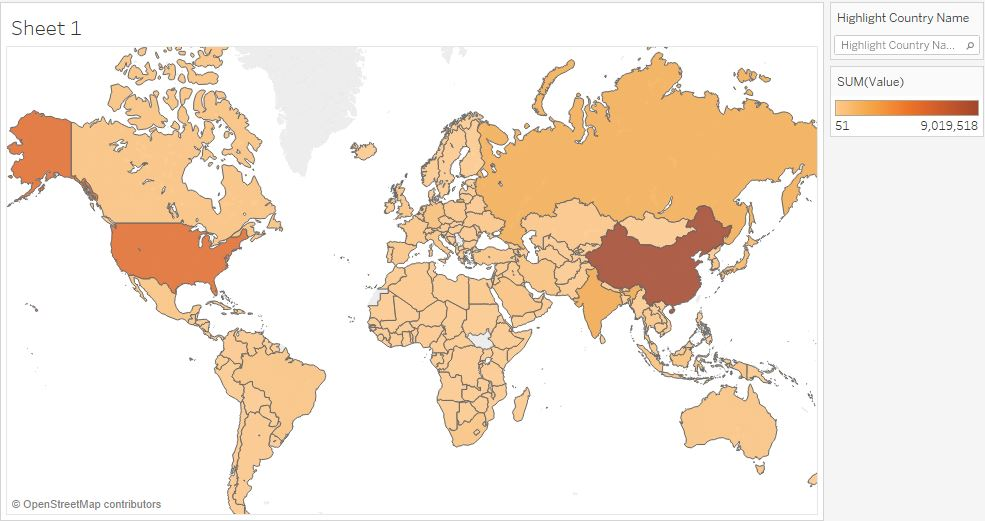 Sheet 1
Highlight Country Name
Highlight Country Na...
SUM(Value)
51 9,019,518
© OpenStreetMap contributors